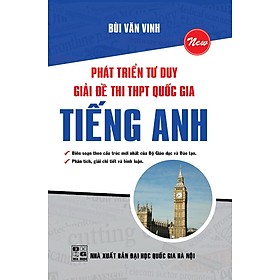 BÙI VĂN VINH
New
PHÁT TRIỂN TƯ DUY
GIẢI ĐỀ THI THPT QUỐC GIA
TIẾNG ANH
Biên soạn theo cấu trúc mới nhất của Bộ Giáo dục và Đào tạo.
Phân tích, giải chi tiết và bình luận.
cutting
NHÀ XUẤT BẢN ĐẠI HỌC QUỐC GIA HÀ NỘI